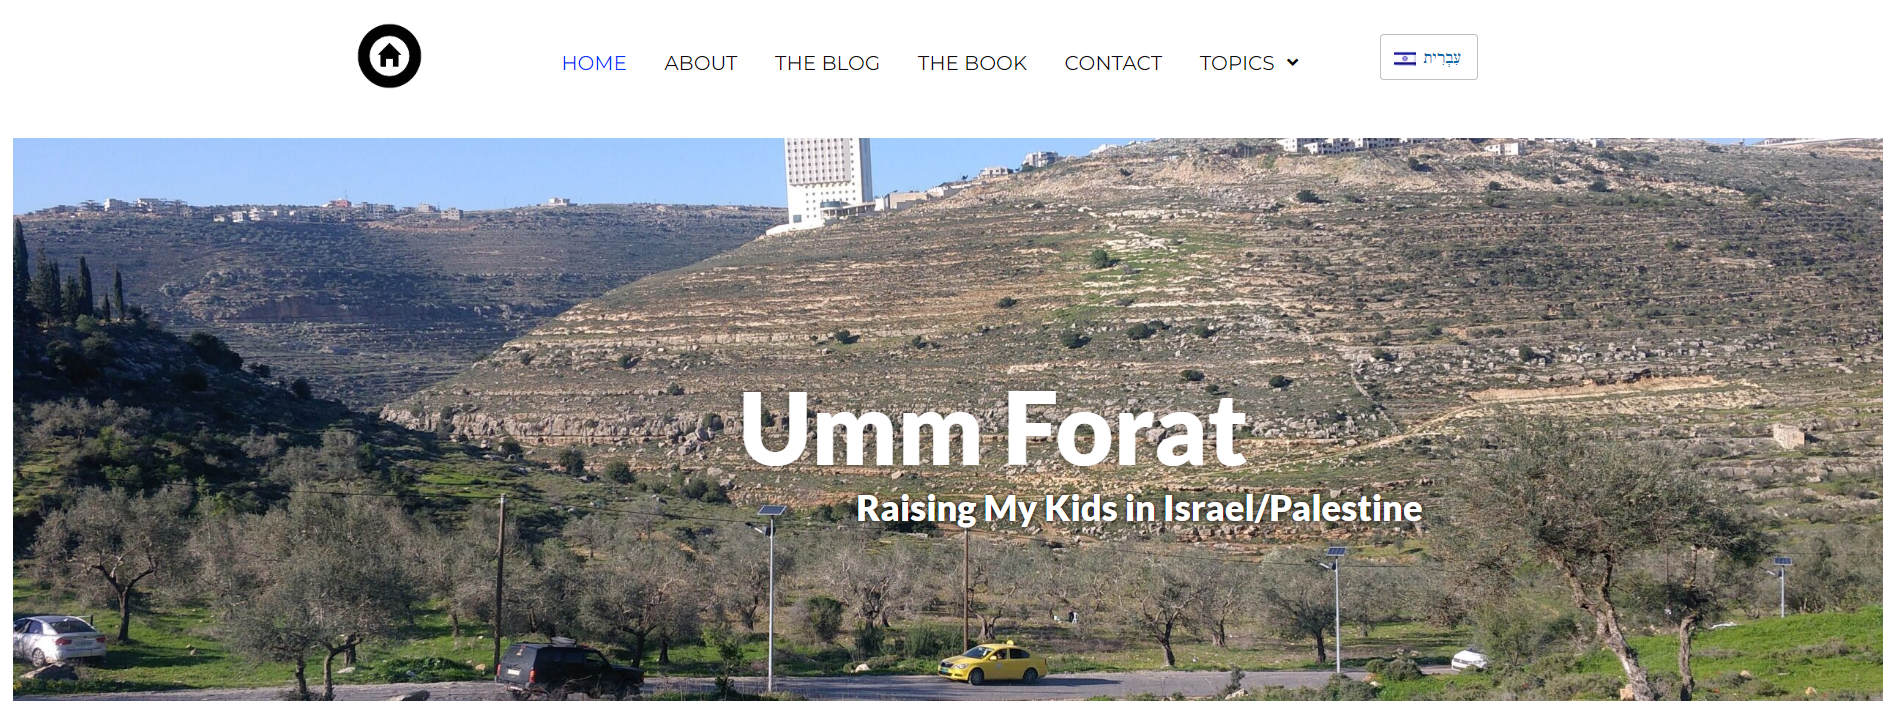 HOME ABOUT THE BLOG THE BOOK CONTACT TOPICS עִבְרִית
Umm Forat
Raising My Kids in Israel/Palestine